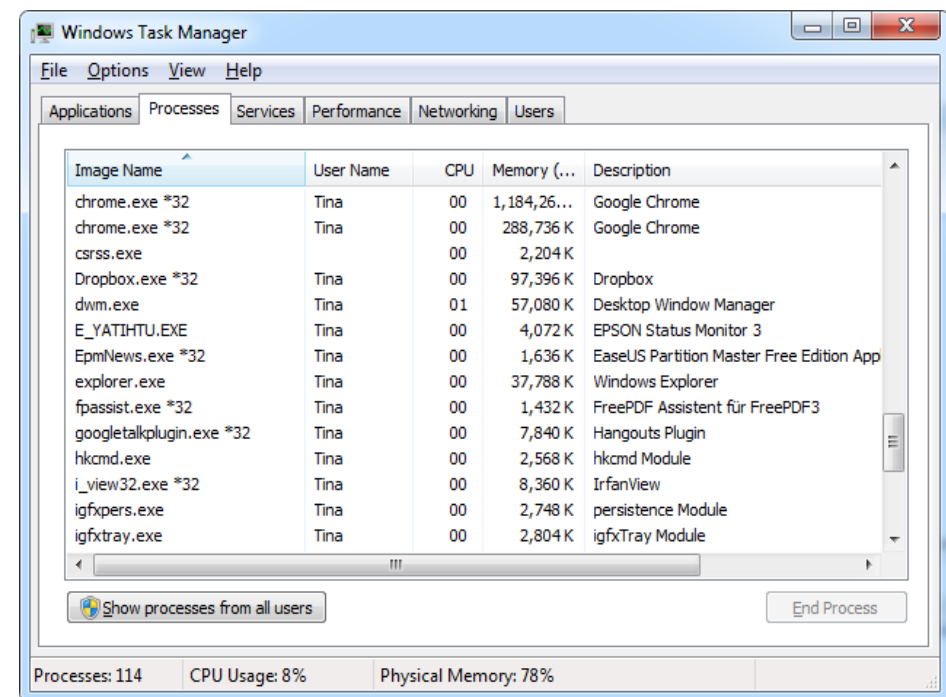 Windows Task Manager
File Options View Help
Applications Processes Services Performance Networking Users
Image Name User Name CPU Memory (... Description
chrome.exe *32 Tina 00 1,184,26... Google Chrome
chrome.exe *32 Tina 00 288,736 K Google Chrome
csrss.exe 00 2,204 K
Dropbox.exe *32 Tina 00 97,396 K Dropbox
dwm.exe Tina 01 57,080 K Desktop Window Manager
E_YATIHTU.EXE Tina 00 4,072 K EPSON Status Monitor 3
EpmNews.exe *32 Tina 00 1,636 K EaseUS Partition Master Free Edition App
explorer.exe Tina 00 37,788 K Windows Explorer
fpassist.exe *32 Tina 00 1,432 K FreePDF Assistent für FreePDF3
googletalkplugin.exe *32 Tina 00 7,840 K Hangouts Plugin
hkcmd.exe Tina 00 2,568 K hkcmd Module
i_view32.exe *32 Tina 00 8,360 K IrfanView
igfxpers.exe Tina 00 2,748 K persistence Module
igfxtray.exe Tina 00 2,804 K igfxTray Module
Show processes from all users End Process
Processes: 114 CPU Usage: 8% Physical Memory: 78%